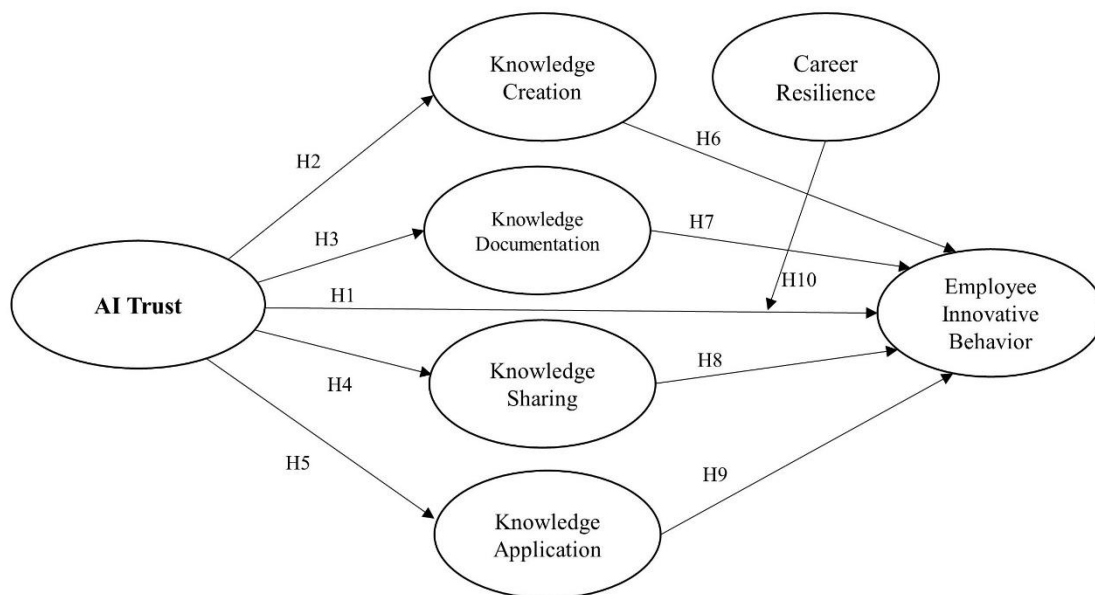 Knowledge
Creation
Career
Resilience
H2
H6
H3
Knowledge
Documentation
H7
AI Trust
H1
H10
Employee
Innovative
Behavior
H4
Knowledge
Sharing
H8
H5
H9
Knowledge
Application